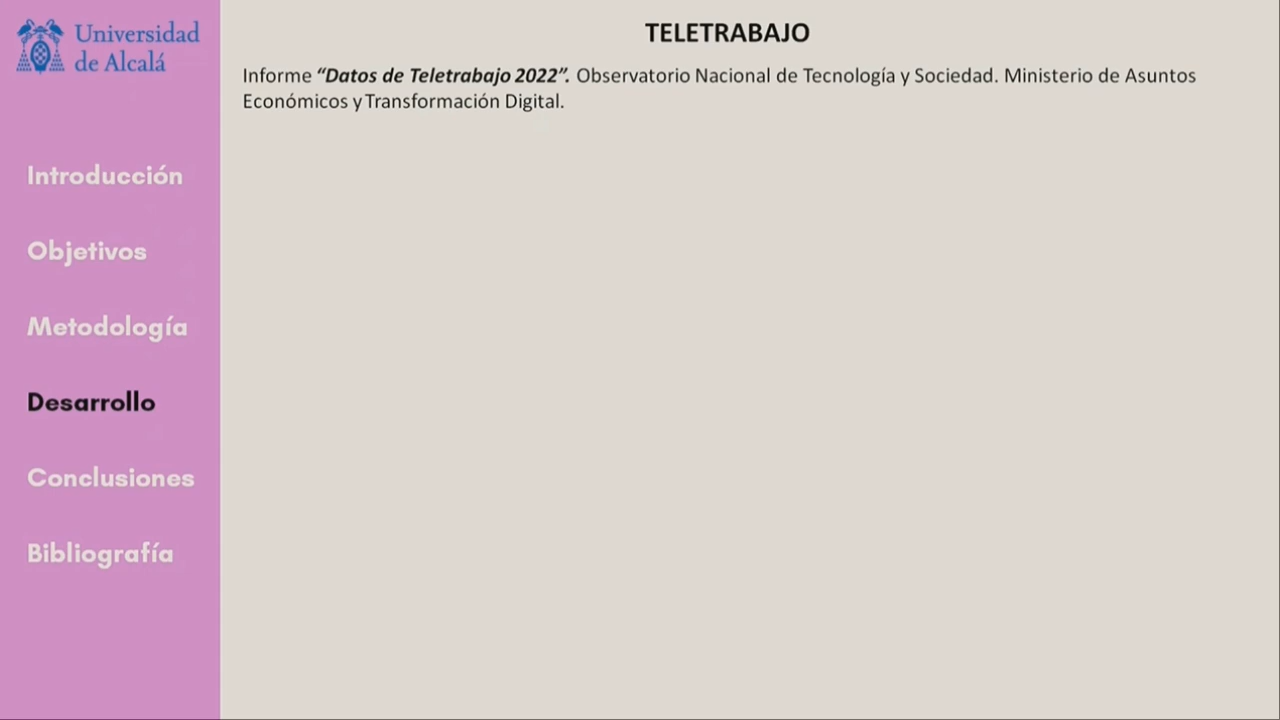 Universidad
de Alcalá
Introducción
Objetivos
Metodología
Desarrollo
Conclusiones
Bibliografía
TELETRABAJO
Informe “Datos de Teletrabajo 2022”. Observatorio Nacional de Tecnología y Sociedad. Ministerio de Asuntos
Económicos y Transformación Digital.